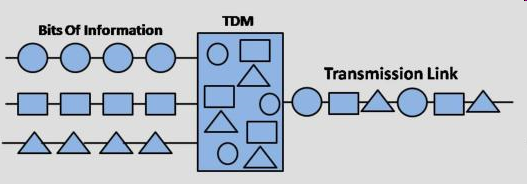 TDM
Bits Of Information
Transmission Link